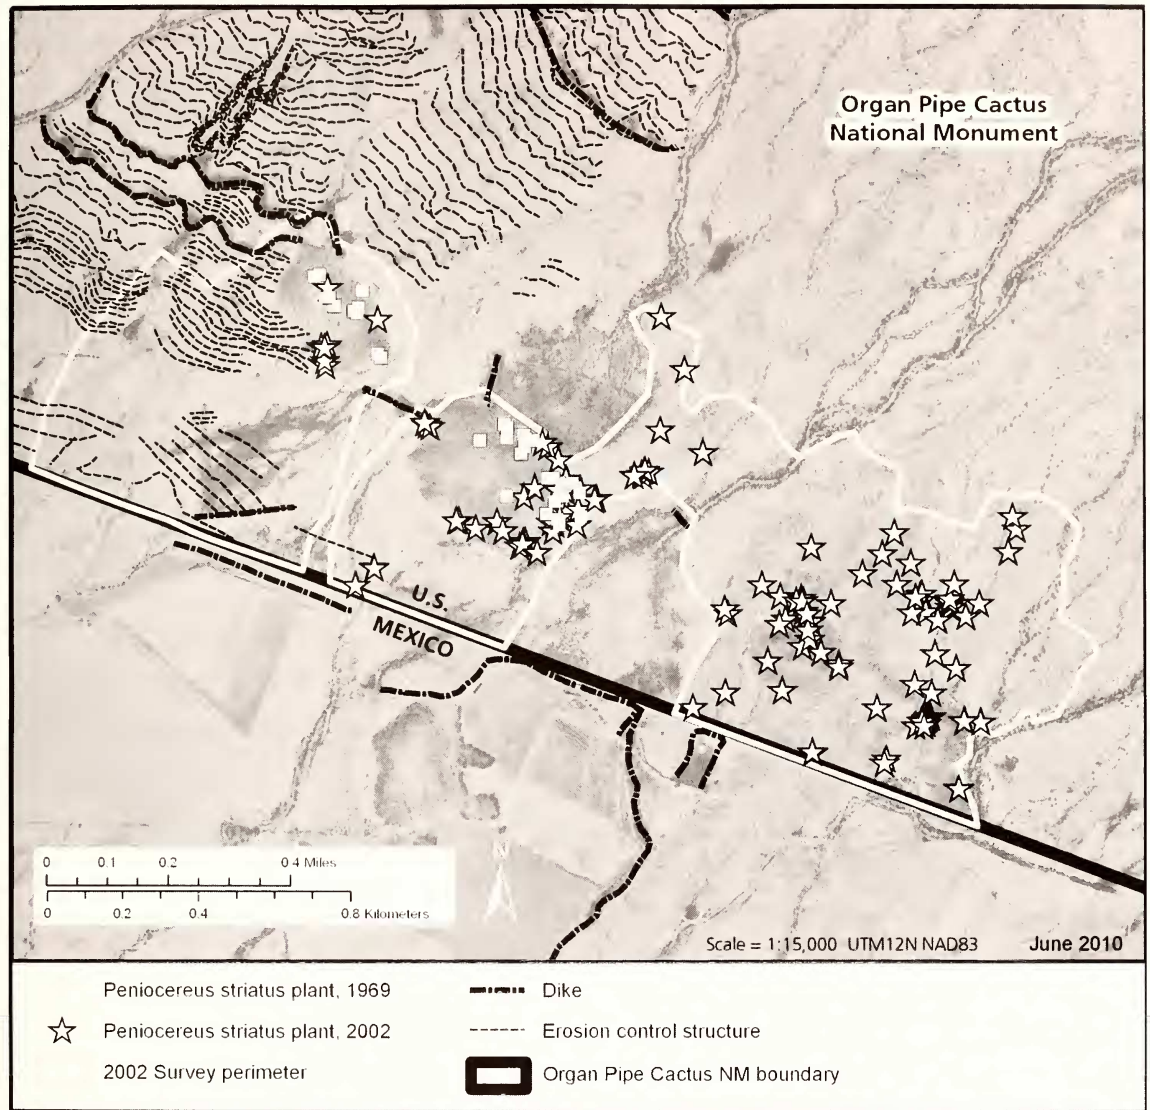 Organ Pipe Cactus
National Monument
U.S.
MEXICO
0 0.1 0.2 0.4 Miles
0 0.2 0.4 0.8 Kilometers
N
Scale = 1:15,000 UTM12N NAD83
June 2010
Peniocereus striatus plant, 1969
Peniocereus striatus plant, 2002
2002 Survey perimeter
Dike
Erosion control structure
Organ Pipe Cactus NM boundary